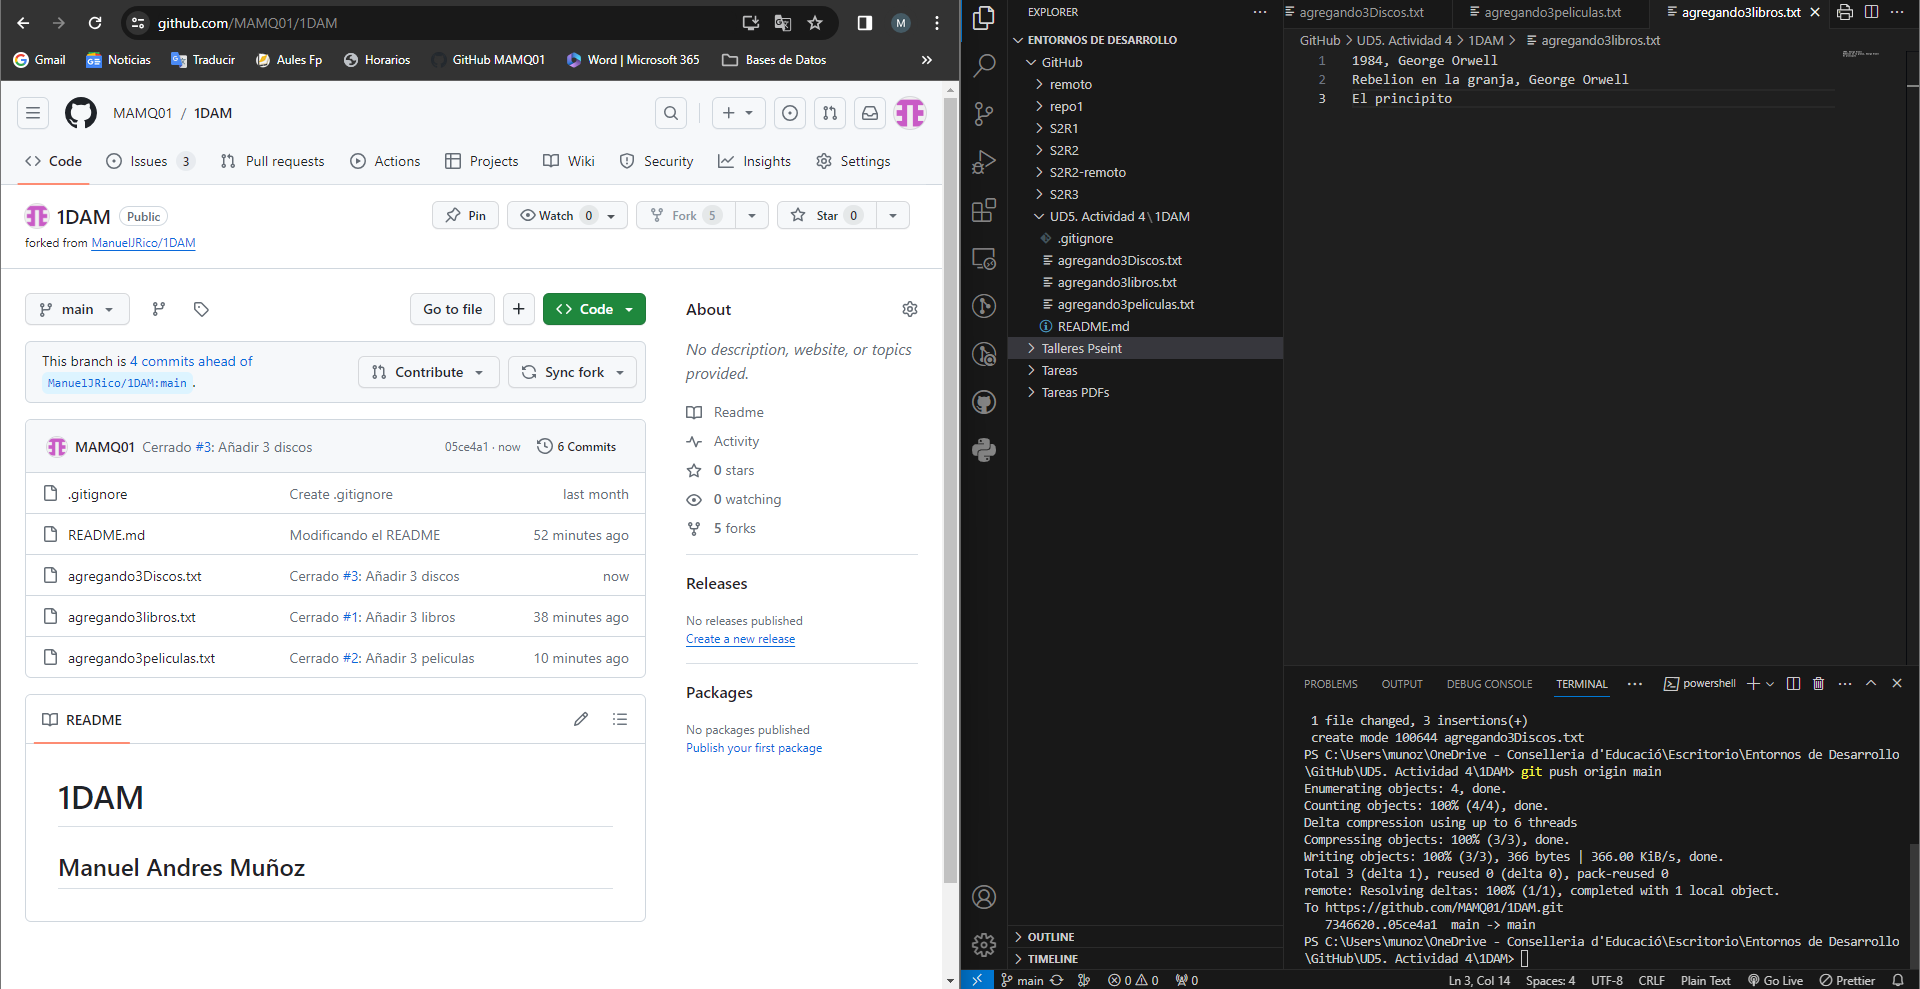 github.com/MAMQ01/1DAM
M
Gmail
Noticias
Traducir
Aules Fp
Horarios
GitHub MAMQ01
Word | Microsoft 365
Bases de Datos
»
MAMQ01 / 1DAM
Code
Issues 3
Pull requests
Actions
Projects
Wiki
Security
Insights
Settings
1DAM Public
forked from ManuelJRico/1DAM
Pin
Watch 0
Fork 5
Star 0
main
Go to file
+
Code
This branch is 4 commits ahead of
ManuelJRico/1DAM:main .
Contribute
Sync fork
MAMQ01 Cerrado #3: Añadir 3 discos 05ce4a1 · now 6 Commits
.gitignore Create .gitignore last month
README.md Modificando el README 52 minutes ago
agregando3Discos.txt Cerrado #3: Añadir 3 discos now
agregando3libros.txt Cerrado #1: Añadir 3 libros 38 minutes ago
agregando3peliculas.txt Cerrado #2: Añadir 3 peliculas 10 minutes ago
README
1DAM
Manuel Andres Muñoz
About
No description, website, or topics
provided.
Readme
Activity
0 stars
0 watching
5 forks
Releases
No releases published
Create a new release
Packages
No packages published
Publish your first package
EXPLORER
ENTORNOS DE DESARROLLO
GitHub
remoto
repo1
S2R1
S2R2
S2R2-remoto
S2R3
UD5. Actividad 4 \ 1DAM
.gitignore
agregando3Discos.txt
agregando3libros.txt
agregando3peliculas.txt
README.md
Talleres Pseint
Tareas
Tareas PDFs
OUTLINE
TIMELINE
agregando3Discos.txt
agregando3peliculas.txt
agregando3libros.txt
GitHub > UD5. Actividad 4 > 1DAM > agregando3libros.txt
1 1984, George Orwell
2 Rebelion en la granja, George Orwell
3 El principito
PROBLEMS OUTPUT DEBUG CONSOLE TERMINAL powershell
1 file changed, 3 insertions(+)
create mode 100644 agregando3Discos.txt
PS C:\Users\munoz\OneDrive - Conselleria d'Educació\Escritorio\Entornos de Desarrollo
\GitHub\UD5. Actividad 4\1DAM> git push origin main
Enumerating objects: 4, done.
Counting objects: 100% (4/4), done.
Delta compression using up to 6 threads
Compressing objects: 100% (3/3), done.
Writing objects: 100% (3/3), 366 bytes | 366.00 KiB/s, done.
Total 3 (delta 1), reused 0 (delta 0), pack-reused 0
remote: Resolving deltas: 100% (1/1), completed with 1 local object.
To https://github.com/MAMQ01/1DAM.git
7346620..05ce4a1 main -> main
PS C:\Users\munoz\OneDrive - Conselleria d'Educació\Escritorio\Entornos de Desarrollo
\GitHub\UD5. Actividad 4\1DAM>
main 0 0 0 Ln 3, Col 14 Spaces: 4 UTF-8 CRLF Plain Text Go Live Prettier